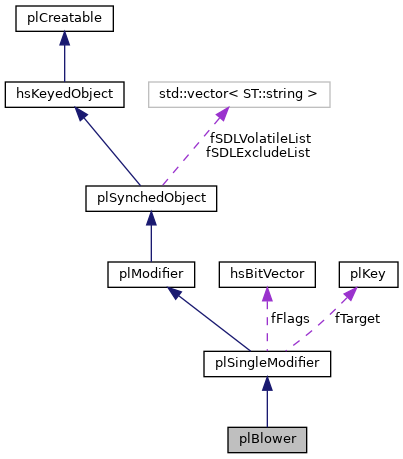 plCreatable
hsKeyedObject
std::vector< ST::string >
fSDLVolatileList
fSDLExcludeList
plSynchedObject
plModifier
hsBitVector
plKey
fFlags
fTarget
plSingleModifier
plBlower